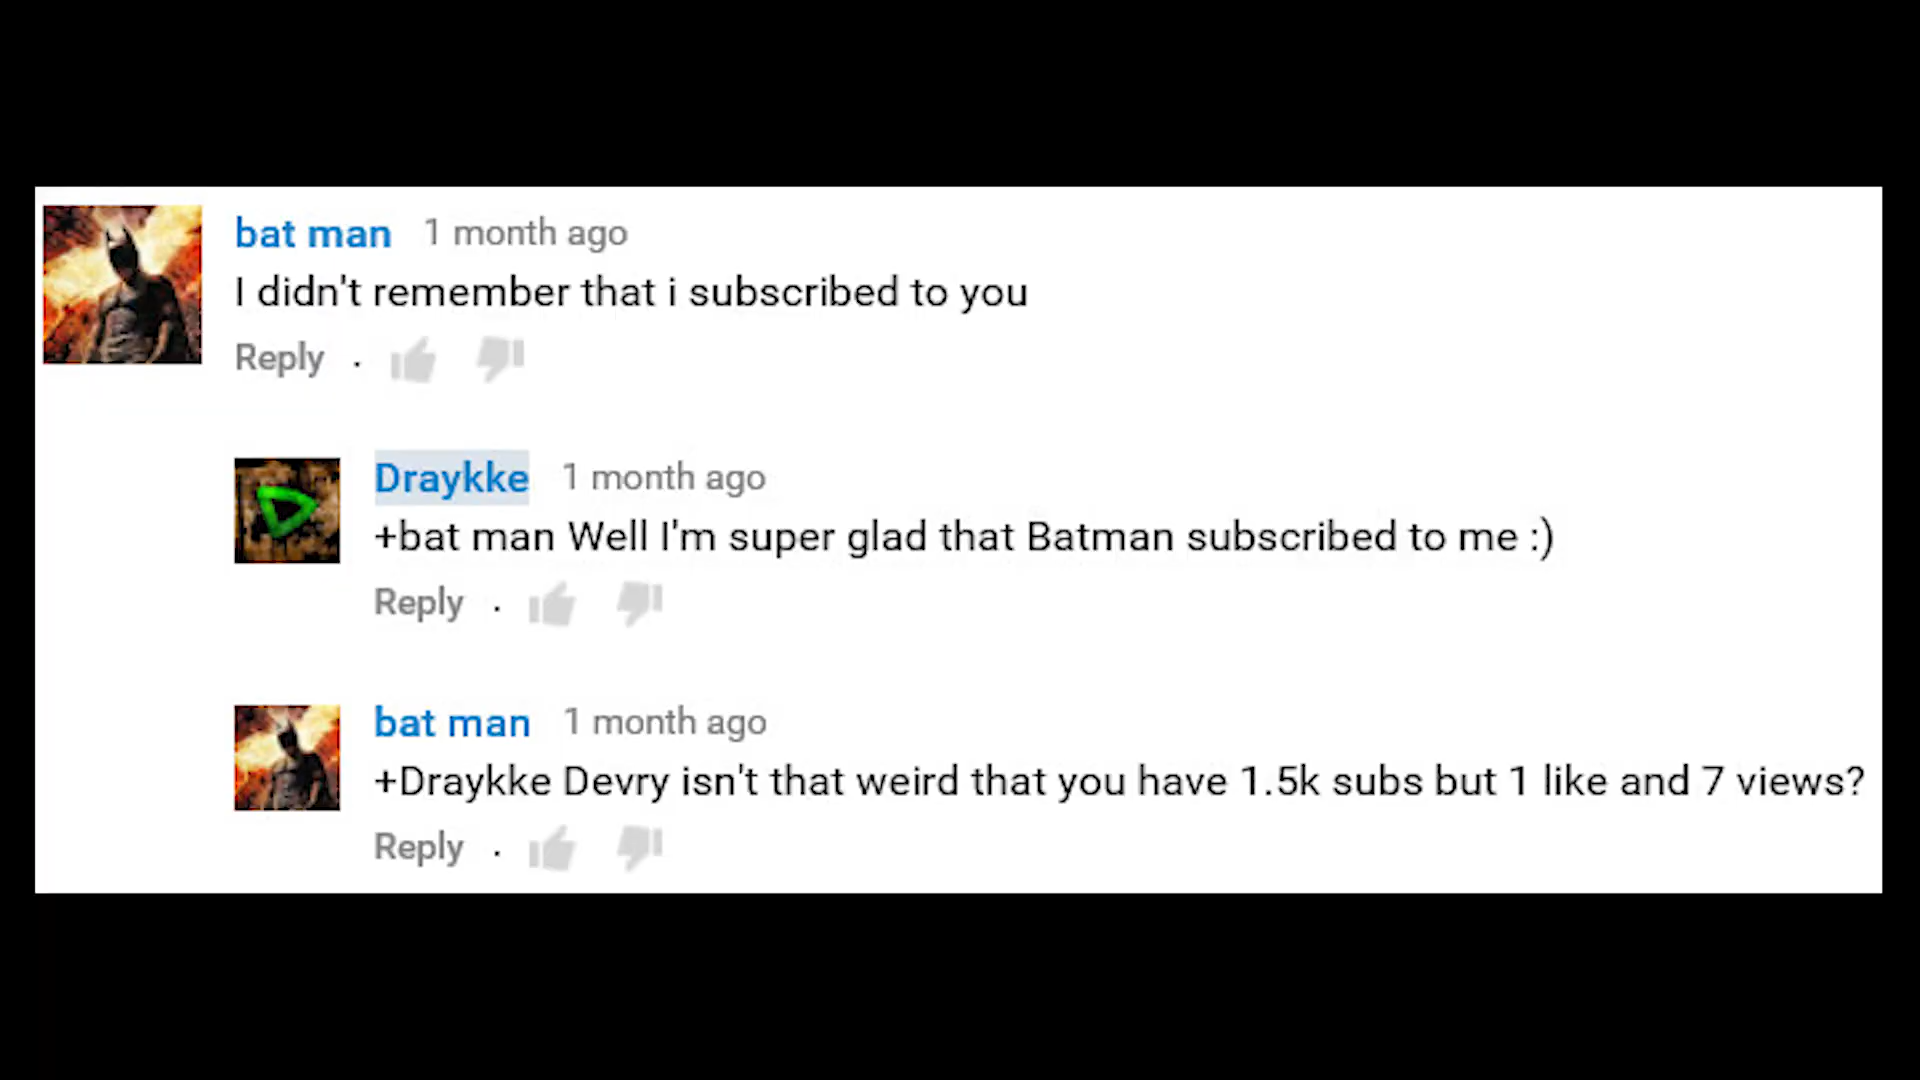 bat man 1 month ago
I didn't remember that i subscribed to you
Reply .
Draykke 1 month ago
+bat man Well I'm super glad that Batman subscribed to me :)
Reply .
bat man 1 month ago
+Draykke Devry isn't that weird that you have 1.5k subs but 1 like and 7 views?
Reply .